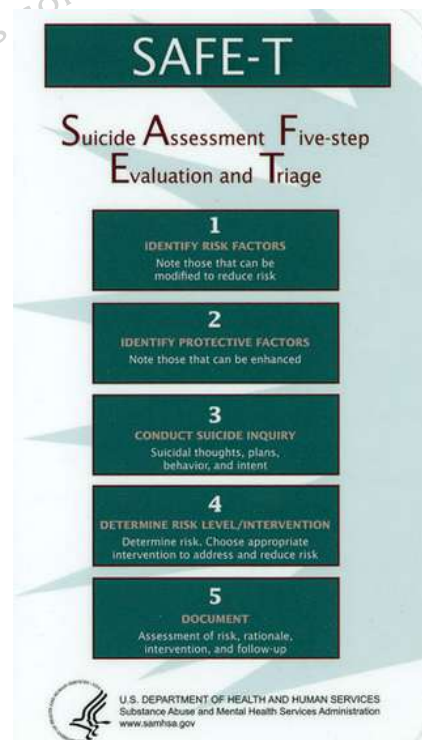 SAFE-T
Suicide Assessment Five-step
Evaluation and Triage
1
IDENTIFY RISK FACTORS
Note those that can be
modified to reduce risk
2
IDENTIFY PROTECTIVE FACTORS
Note those that can be enhanced
3
CONDUCT SUICIDE INQUIRY
Suicidal thoughts, plans,
behavior, and intent
4
DETERMINE RISK LEVEL/INTERVENTION
Determine risk. Choose appropriate
intervention to address and reduce risk
5
DOCUMENT
Assessment of risk, rationale,
intervention, and follow-up
U.S. DEPARTMENT OF HEALTH AND HUMAN SERVICES
Substance Abuse and Mental Health Services Administration
www.samhsa.gov